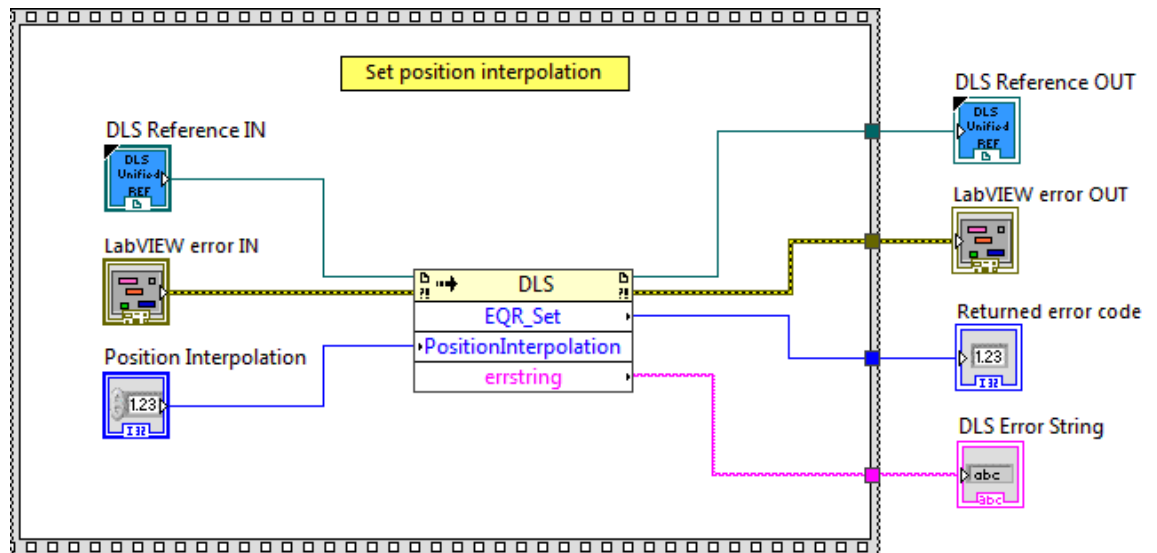 Set position interpolation
DLS Reference IN
DLS
Unified
REF
LabVIEW error IN
Position Interpolation
1.23
I32
DLS
EQR_Set
PositionInterpolation
errstring
DLS Reference OUT
DLS
Unified
REF
LabVIEW error OUT
Returned error code
1.23
I32
DLS Error String
abc
abc